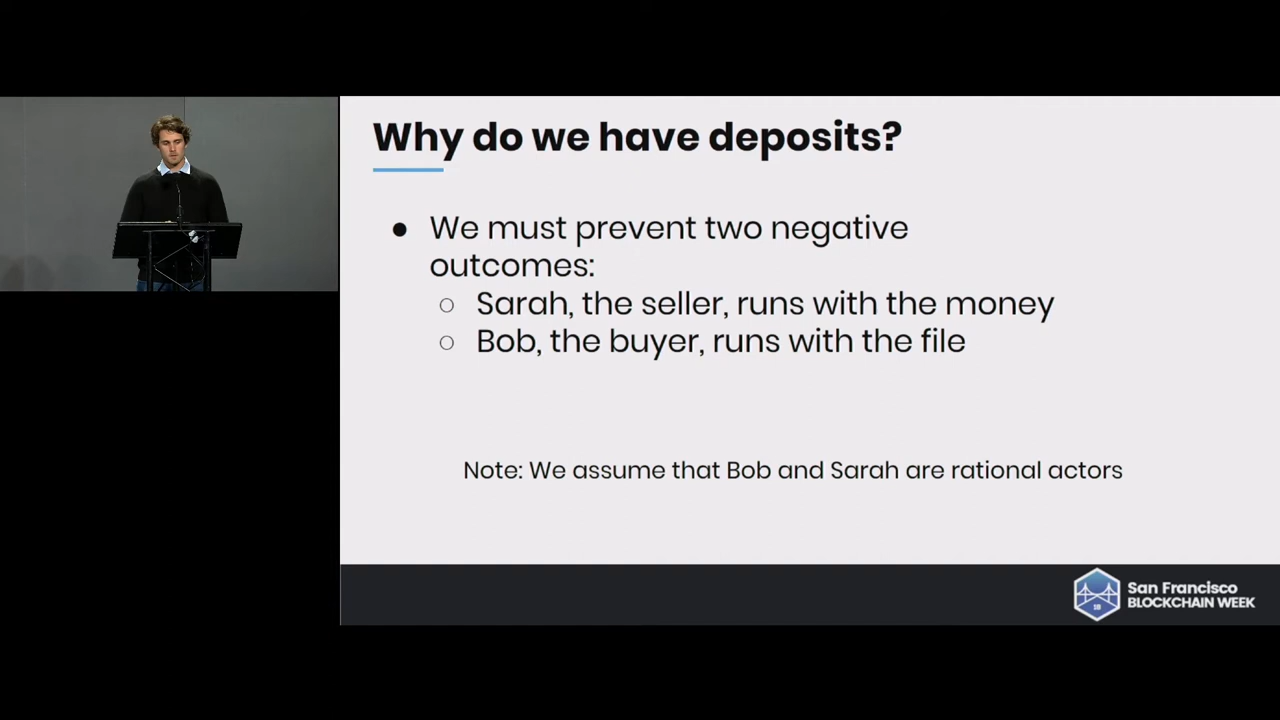 Why do we have deposits?
● We must prevent two negative
outcomes:
○ Sarah, the seller, runs with the money
○ Bob, the buyer, runs with the file
Note: We assume that Bob and Sarah are rational actors
18
San Francisco
BLOCKCHAIN WEEK